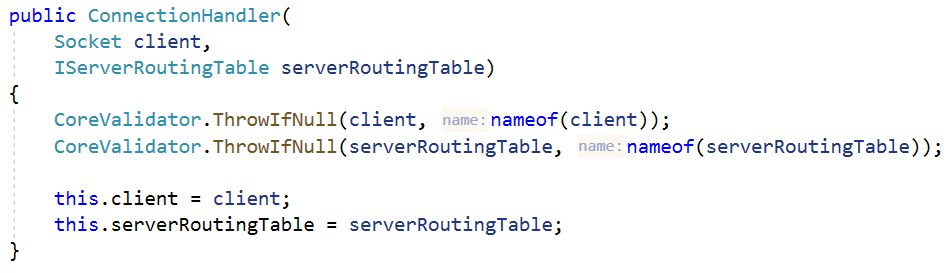 public ConnectionHandler(
    Socket client,
    IServerRoutingTable serverRoutingTable)
{
    CoreValidator.ThrowIfNull(client, name: nameof(client));
    CoreValidator.ThrowIfNull(serverRoutingTable, name: nameof(serverRoutingTable));

    this.client = client;
    this.serverRoutingTable = serverRoutingTable;
}